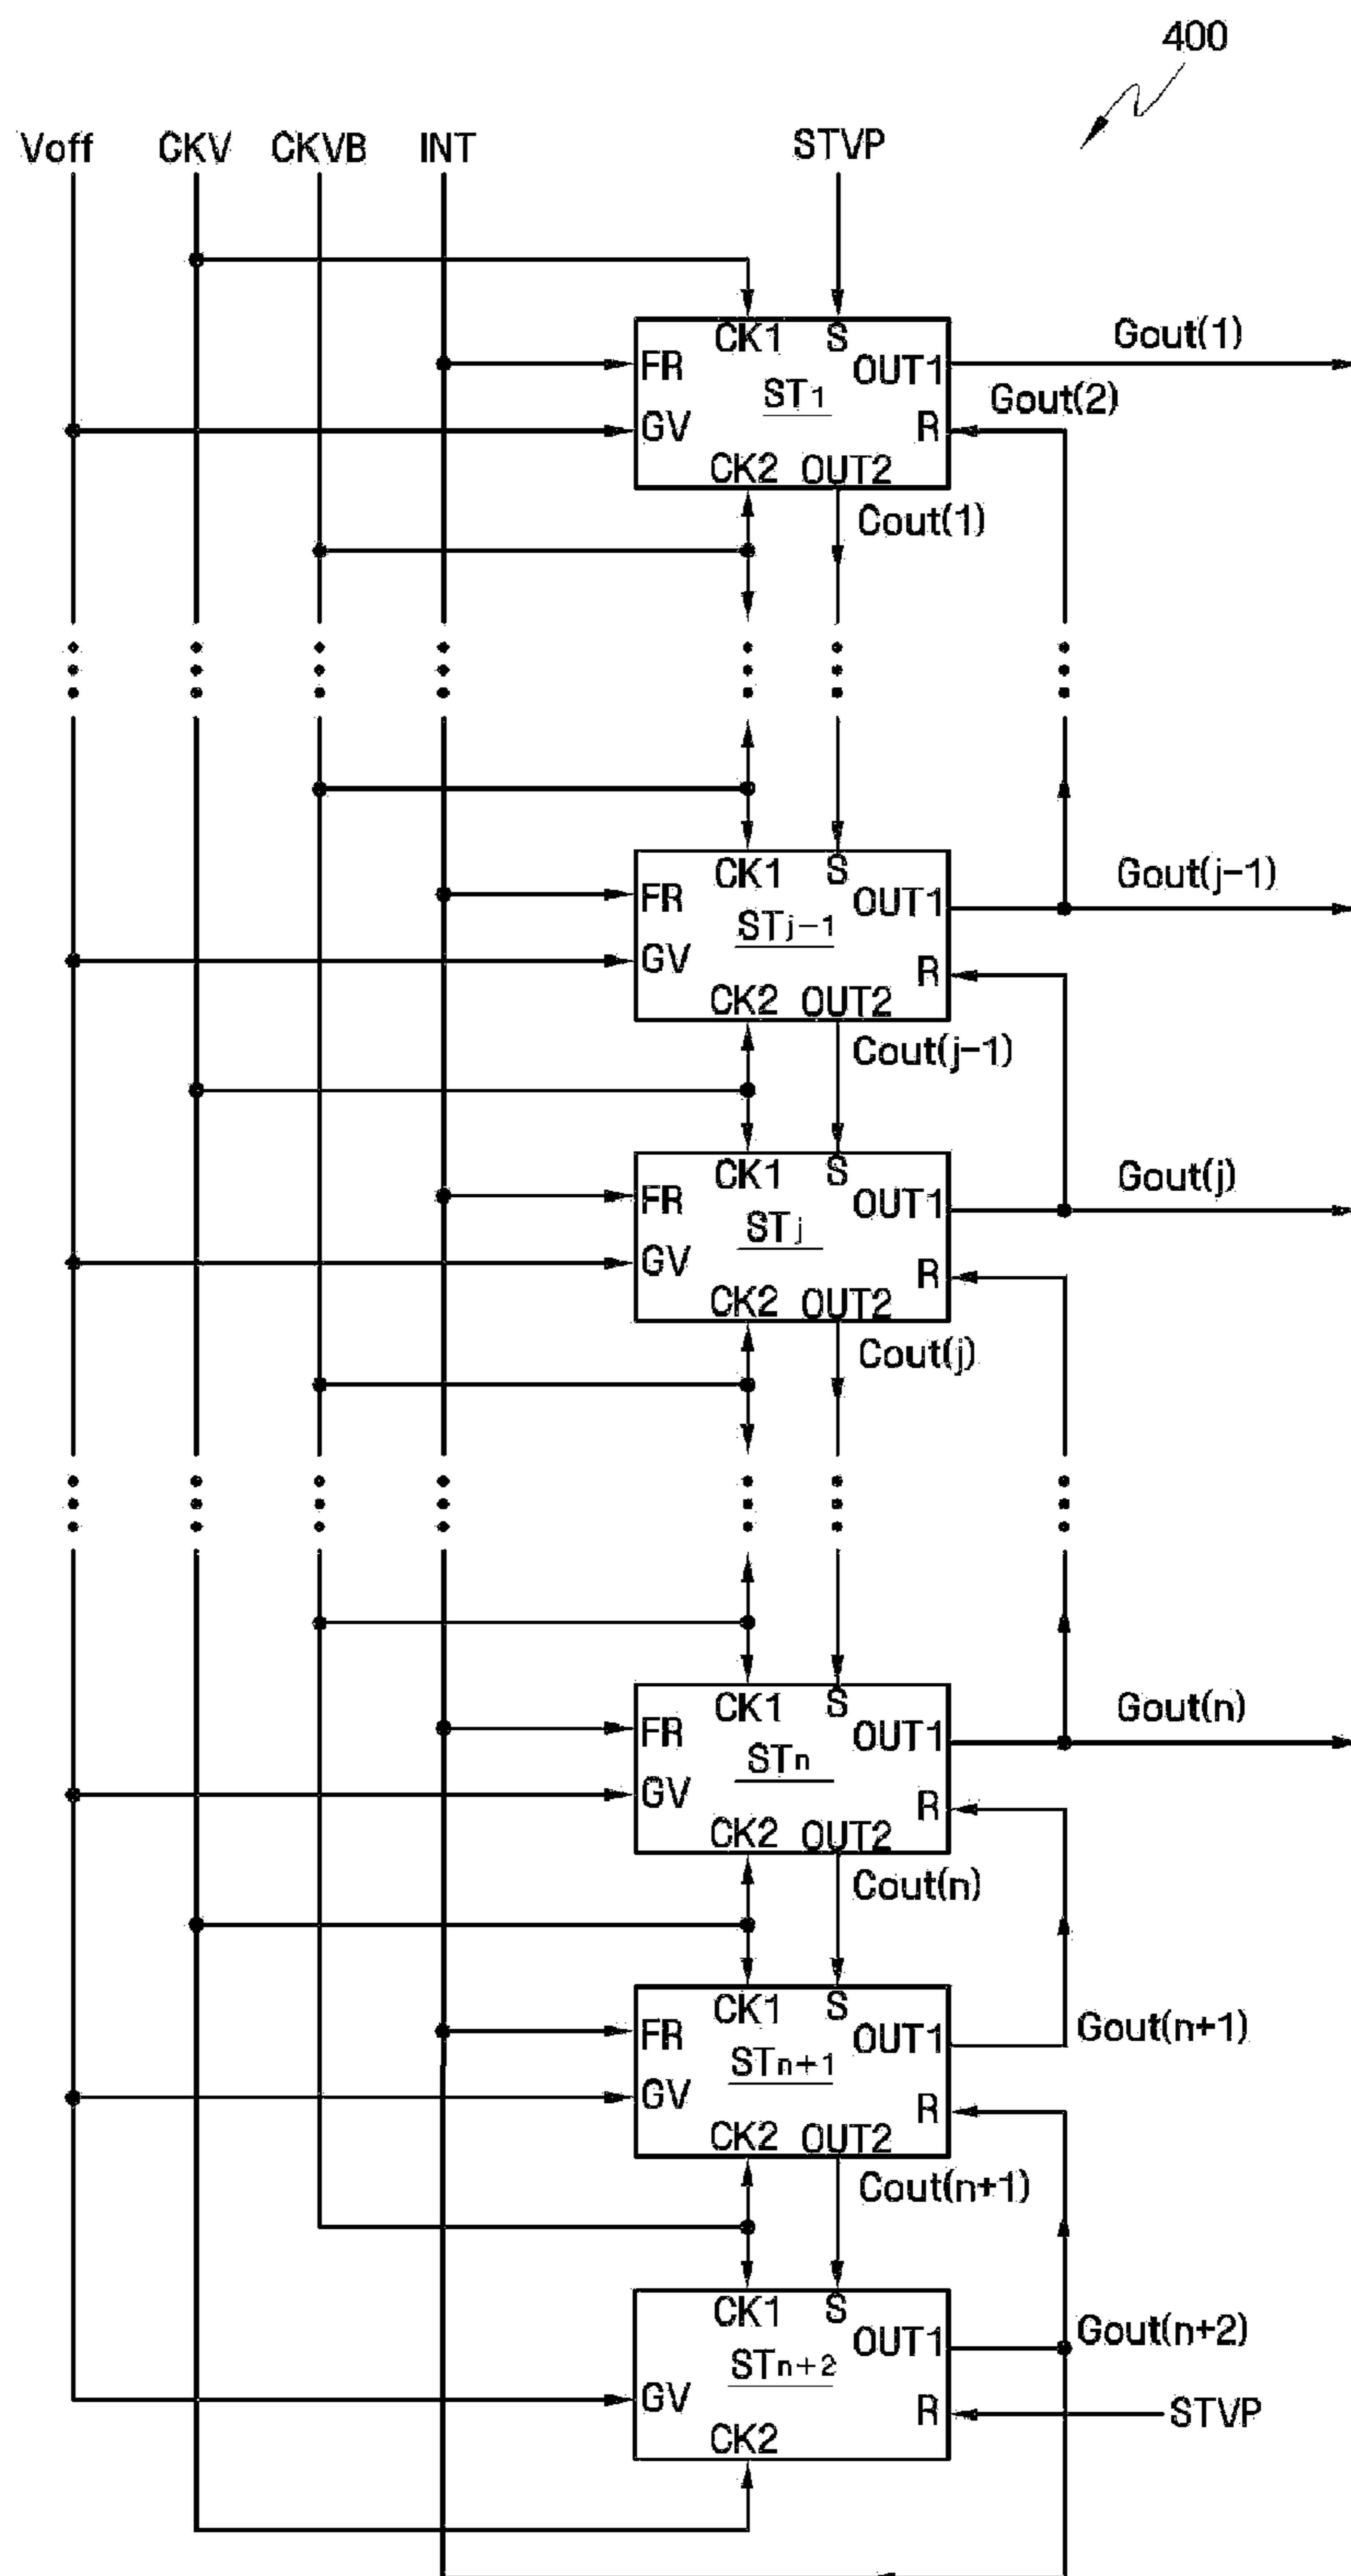 400
Voff CKV CKVB INT STVP
CK1 S
FR OUT1 Gout(1)
ST1 Gout(2)
GV R
CK2 OUT2
Cout(1)
CK1 S Gout(j-1)
FR OUT1
STj-1
GV R
CK2 OUT2
Cout(j-1)
CK1 S Gout(j)
FR OUT1
STj
GV R
CK2 OUT2
Cout(j)
CK1 S Gout(n)
FR OUT1
STn
GV R
CK2 OUT2
Cout(n)
CK1 S
FR OUT1 Gout(n+1)
STn+1
GV R
CK2 OUT2
Cout(n+1)
CK1 S
OUT1 Gout(n+2)
STn+2
GV R STVP
CK2